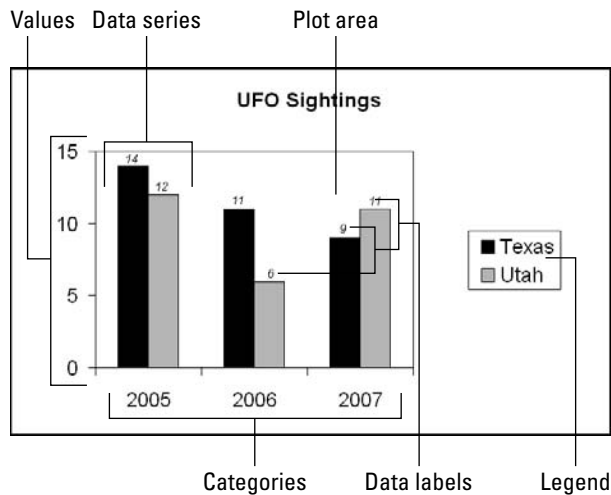 Values Data series Plot area
UFO Sightings
15
14
12
11
9
11
10
6
5
0
Texas
Utah
2005 2006 2007
Categories Data labels Legend